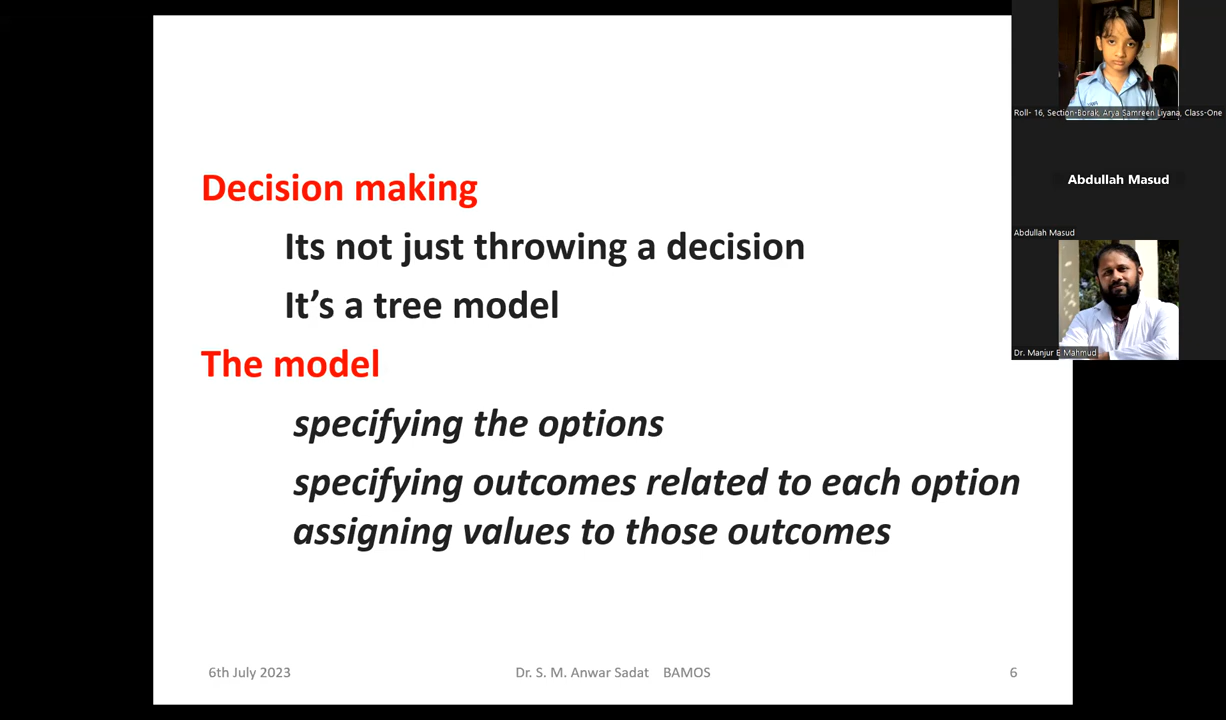 Decision making
Its not just throwing a decision
It's a tree model
The model
specifying the options
specifying outcomes related to each option
assigning values to those outcomes
6th July 2023
Dr. S. M. Anwar Sadat BAMOS
6
Roll- 16, Section-Borak, Arya Samreen Liyana, Class-One
Abdullah Masud
Abdullah Masud
Dr. Manjur E Mahmud